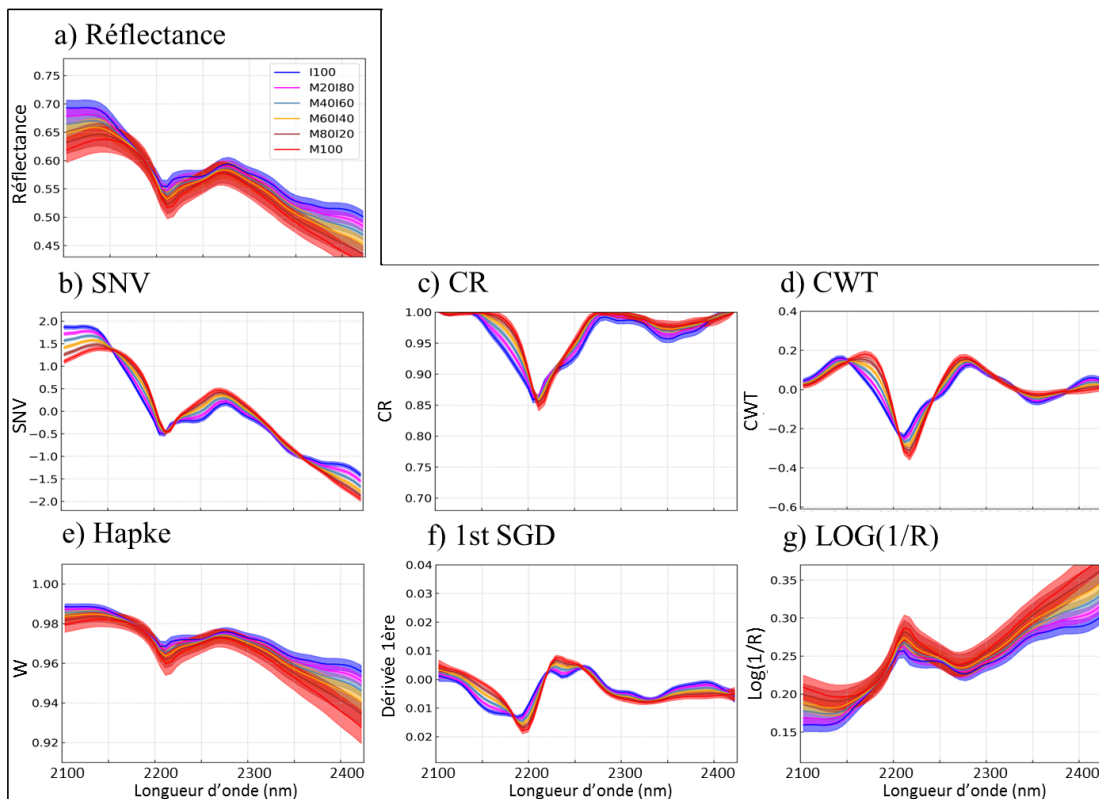 a) Réflectance
0.75
0.70
0.65
0.60
0.55
0.50
0.45
Réflectance
I100
M20I80
M40I60
M60I40
M80I20
M100
b) SNV
2.0
1.5
1.0
0.5
0.0
−0.5
−1.0
−1.5
−2.0
SNV
c) CR
1.00
0.95
0.90
0.85
0.80
0.75
0.70
CR
d) CWT
0.4
0.2
0.0
−0.2
−0.4
−0.6
CWT
e) Hapke
1.00
0.98
0.96
0.94
0.92
W
2100 2200 2300 2400
Longueur d’onde (nm)
f) 1st SGD
0.04
0.03
0.02
0.01
0.00
0.01
0.02
Dérivée 1ère
2100 2200 2300 2400
Longueur d’onde (nm)
g) LOG(1/R)
0.35
0.30
0.25
0.20
0.15
Log(1/R)
2100 2200 2300 2400
Longueur d’onde (nm)